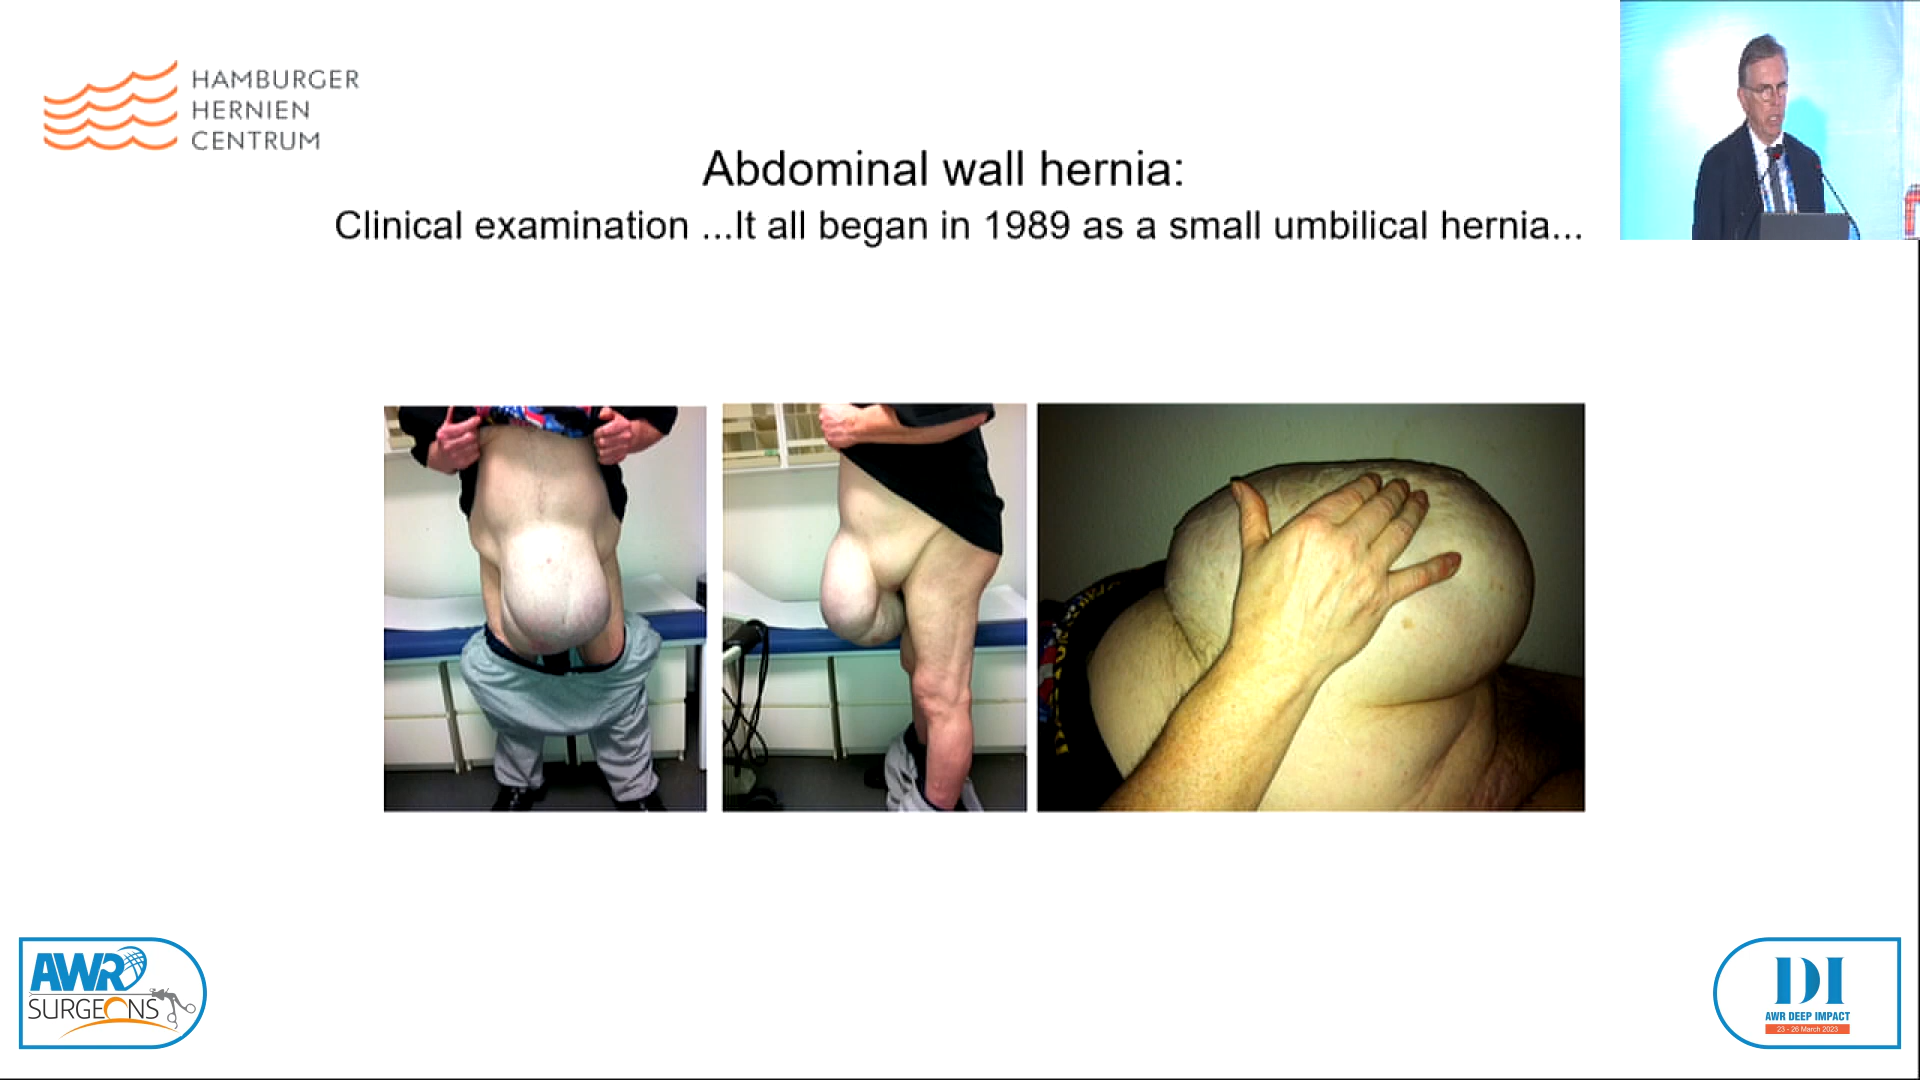 HAMBURGER
HERNIEN
CENTRUM
Abdominal wall hernia:
Clinical examination ...It all began in 1989 as a small umbilical hernia...
AWR
SURGEONS
DI
AWR DEEP IMPACT
23 - 26 March 2023